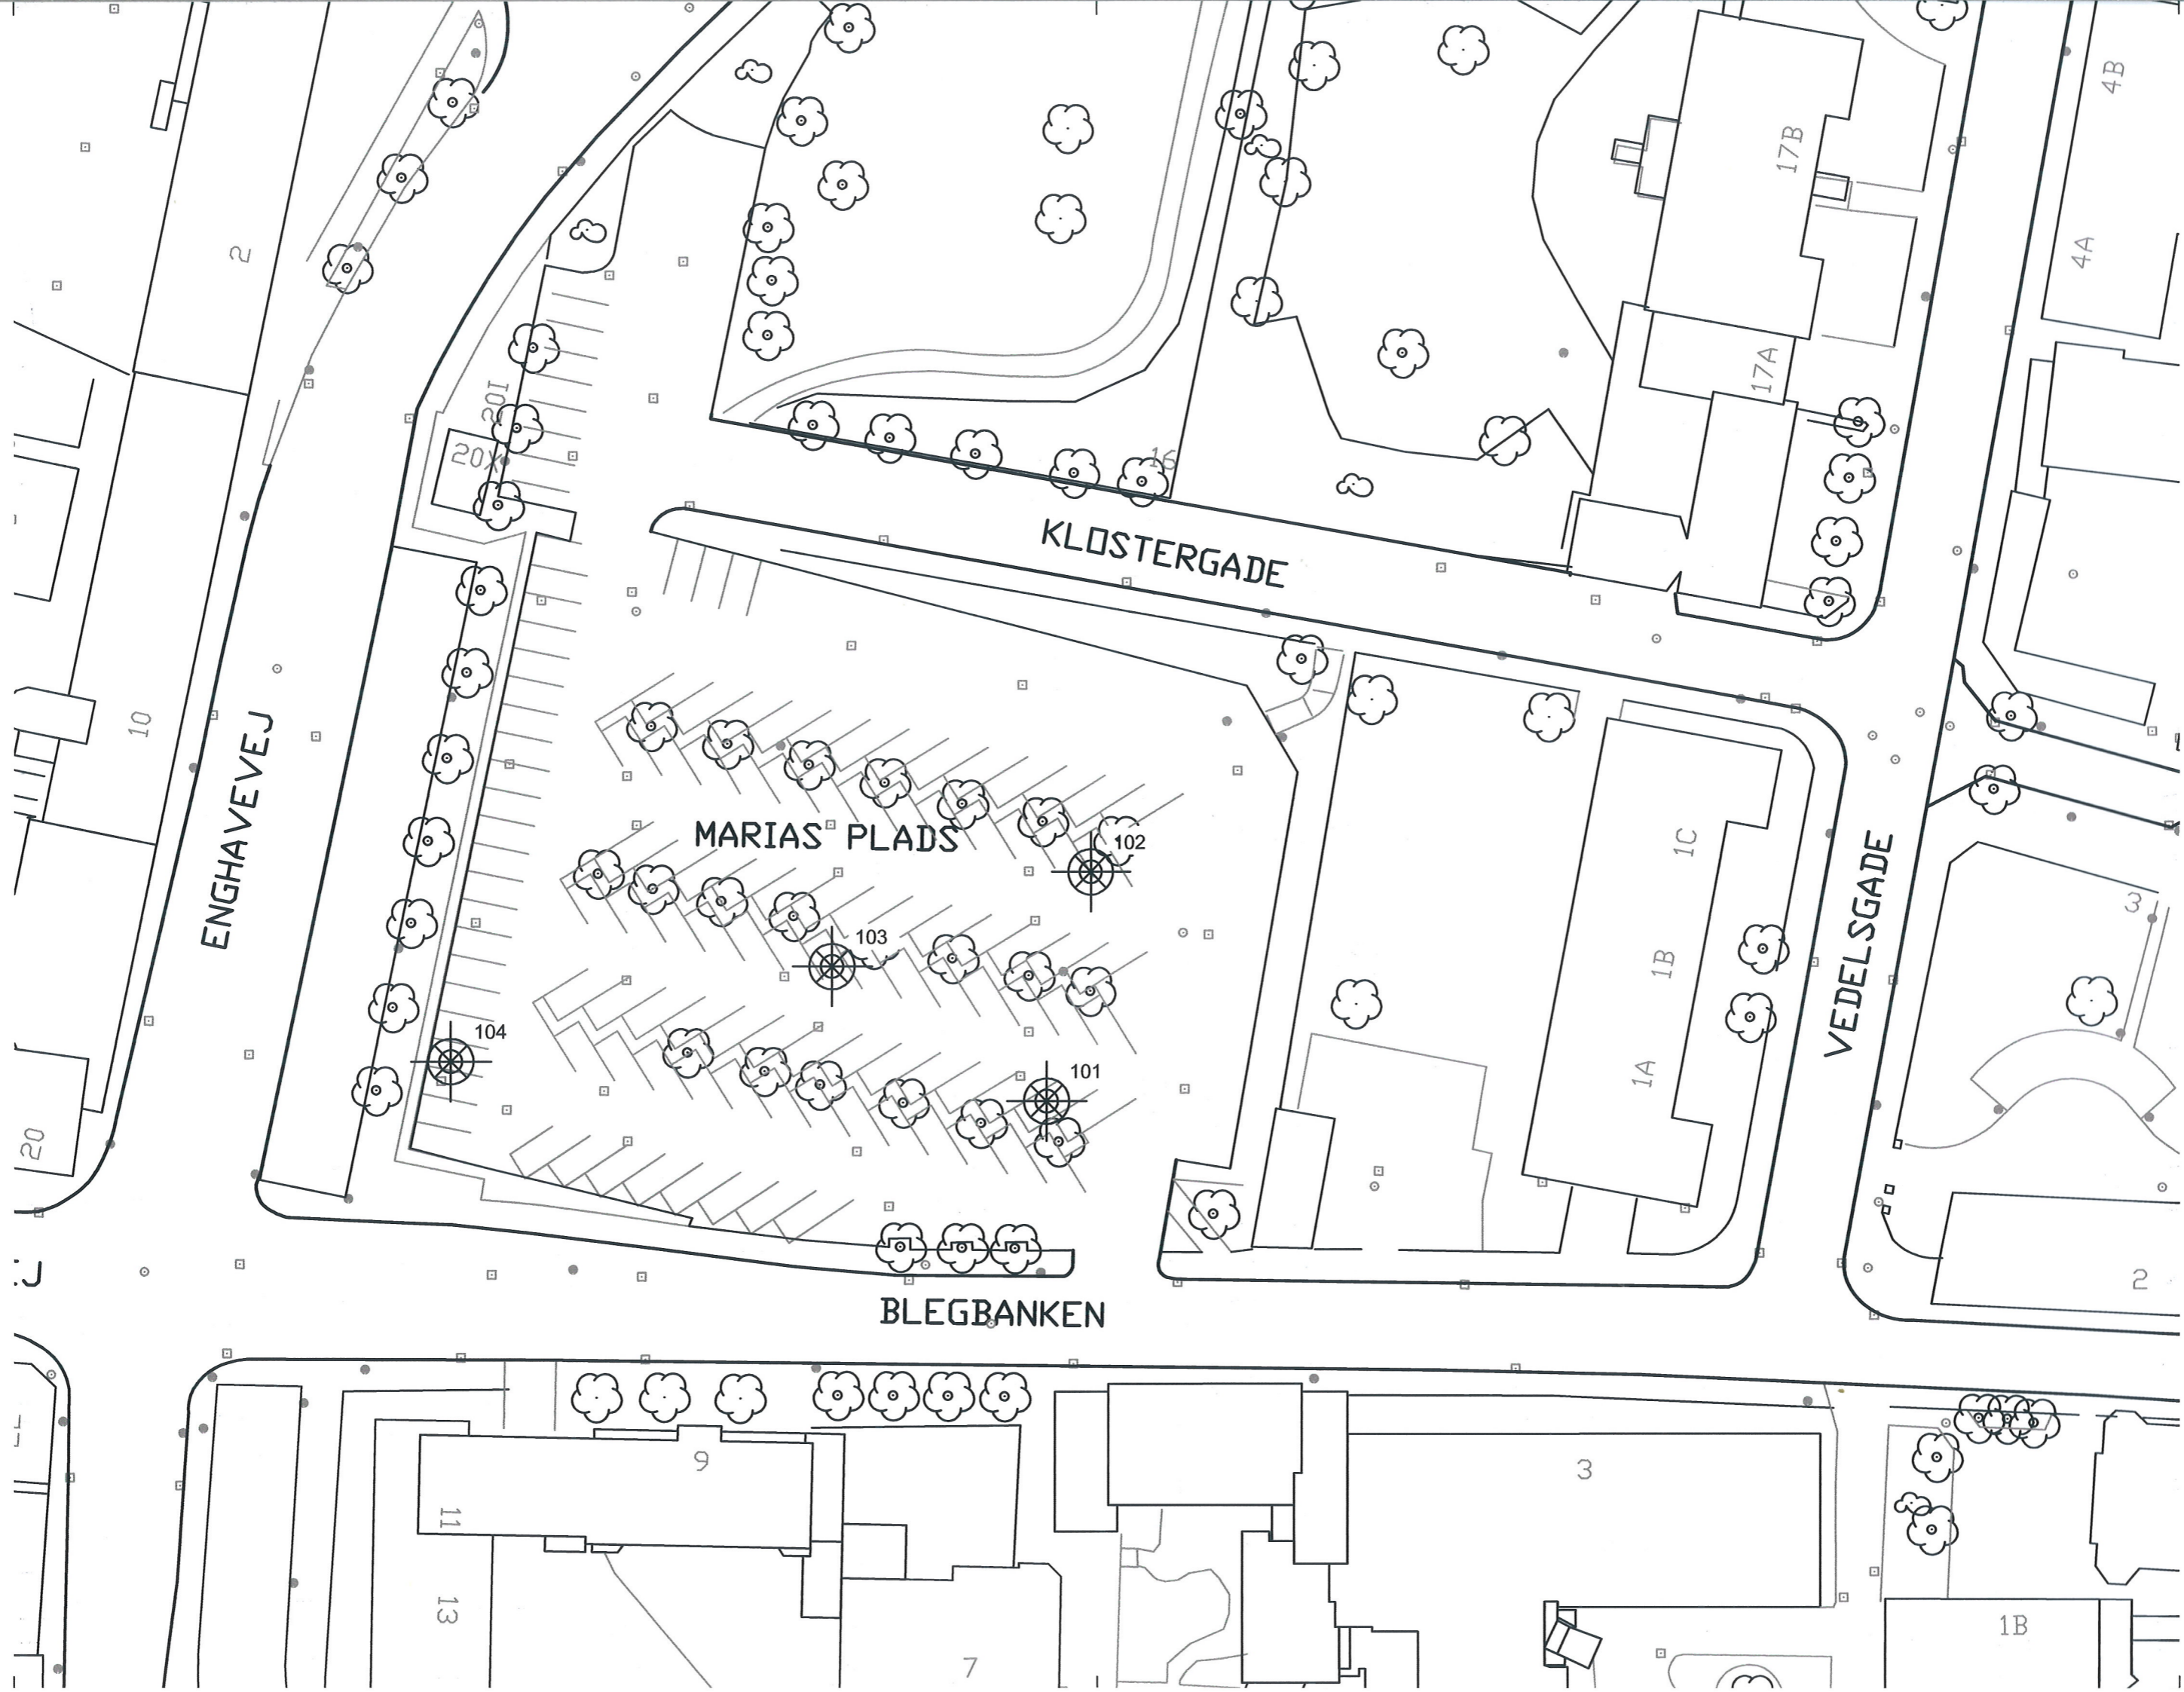 4B
17B
2
4A
17A
20I
20X
16
KLOSTERGADE
10
ENGHAVEVEJ
MARIAS PLADS
102
1C
VEDELSGADE
3
103
1B
104
101
1A
20
EJ
2
BLEGBANKEN
9
3
11
13
7
1B